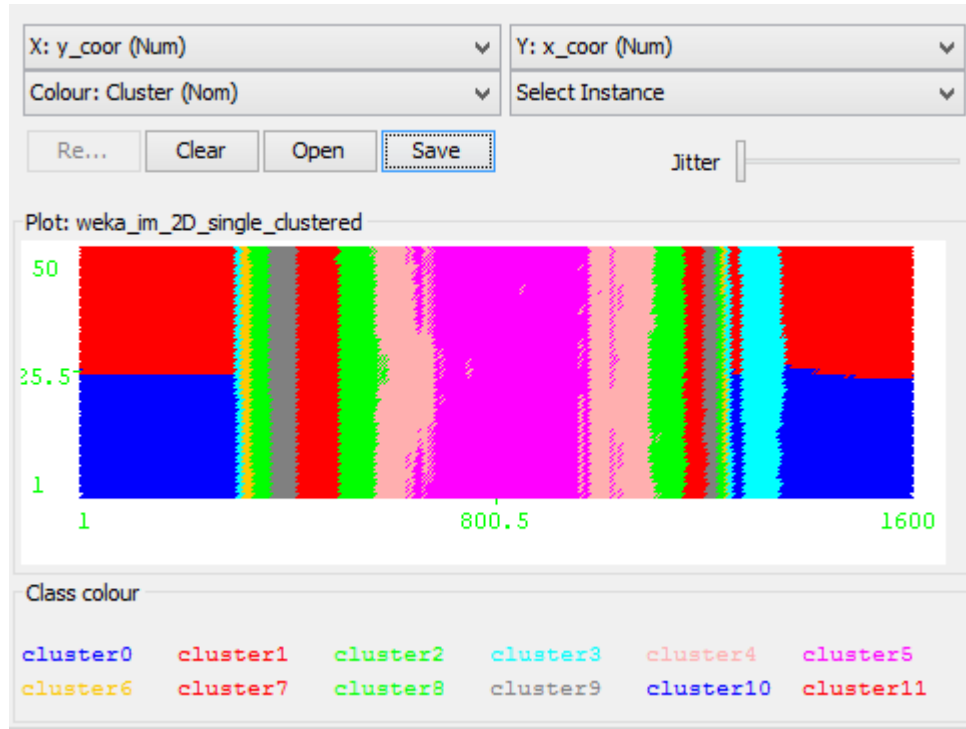 X: y_coor (Num) Y: x_coor (Num)
Colour: Cluster (Nom) Select Instance
Re... Clear Open Save Jitter
Plot: weka_im_2D_single_clustered
50
25.5
1
1 800.5 1600
Class colour
cluster0 cluster1 cluster2 cluster3 cluster4 cluster5
cluster6 cluster7 cluster8 cluster9 cluster10 cluster11